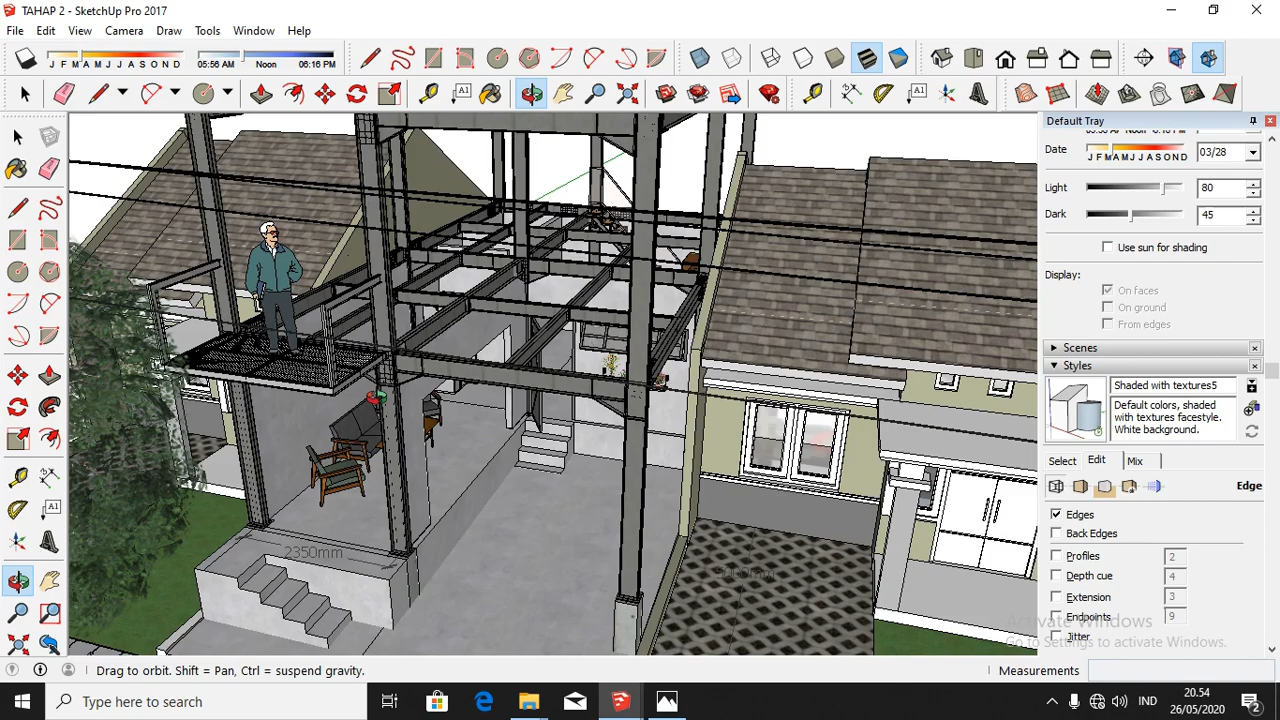 TAHAP 2 - SketchUp Pro 2017
File Edit View Camera Draw Tools Window Help
J F M A M J J A S O N D 05:56 AM Noon 06:16 PM
A1 A1
Default Tray
Date J F M A M J J A S O N D 03/28
Light 80
Dark 45
Use sun for shading
Display:
On faces
On ground
From edges
Scenes
Styles
Shaded with textures5
Default colors, shaded
with textures facestyle.
White background.
Select Edit Mix
Edge
Edges
Back Edges
Profiles 2
Depth cue 4
Extension 3
Endpoints 9
Jitter
A1
2350mm
Activate Windows
Go to Settings to activate Windows.
Drag to orbit. Shift = Pan, Ctrl = suspend gravity.
Measurements
Type here to search
IND
20.54
26/05/2020
2